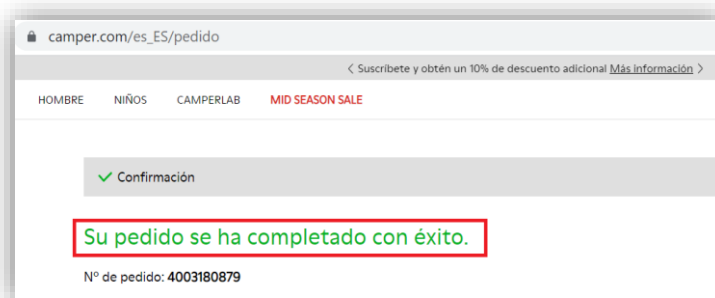 camper.com/es_ES/pedido
< Suscríbete y obtén un 10% de descuento adicional Más información >
HOMBRE NIÑOS CAMPERLAB MID SEASON SALE
Confirmación
Su pedido se ha completado con éxito.
Nº de pedido: 4003180879